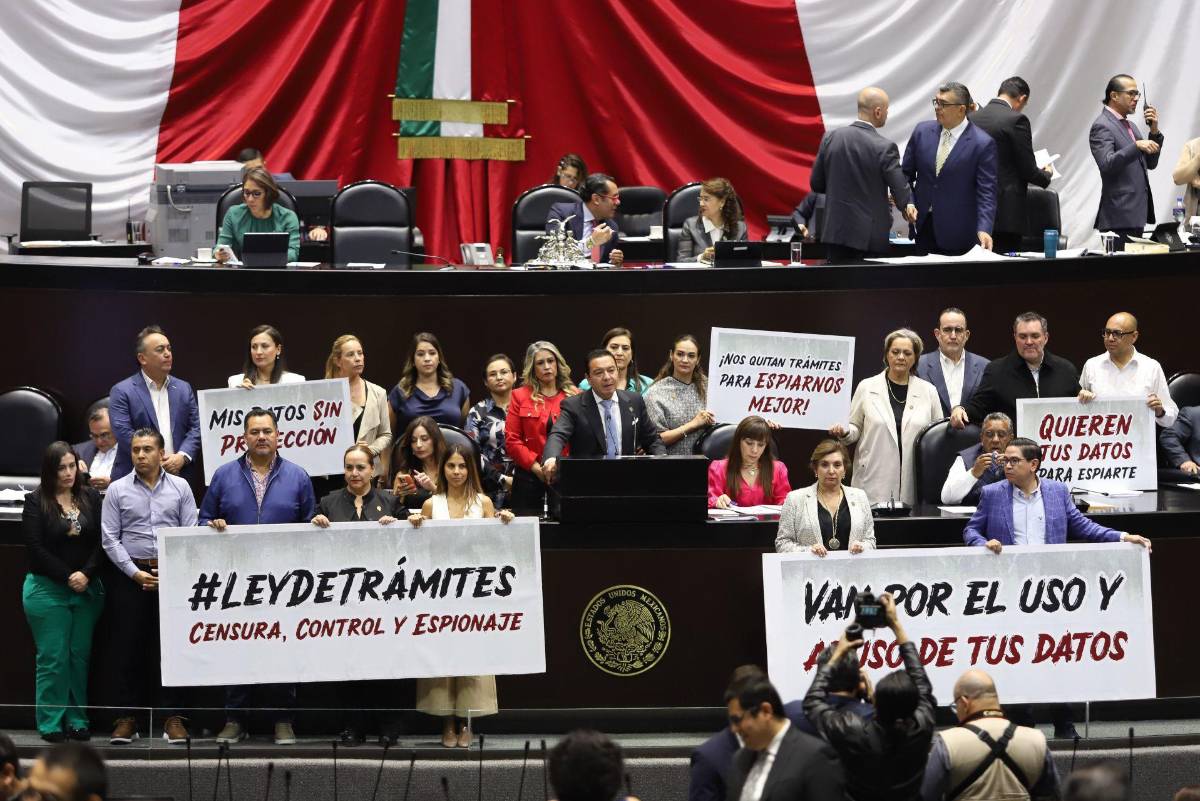 ¡NOS QUITAN TRÁMITES
PARA ESPIARNOS
MEJOR!
MIS DATOS SIN
PROTECCIÓN
QUIEREN
TUS DATOS
PARA ESPIARTE
#LEYDETRÁMITES
CENSURA, CONTROL Y ESPIONAJE
VAN POR EL USO Y
ABUSO DE TUS DATOS
ESTADOS UNIDOS MEXICANOS